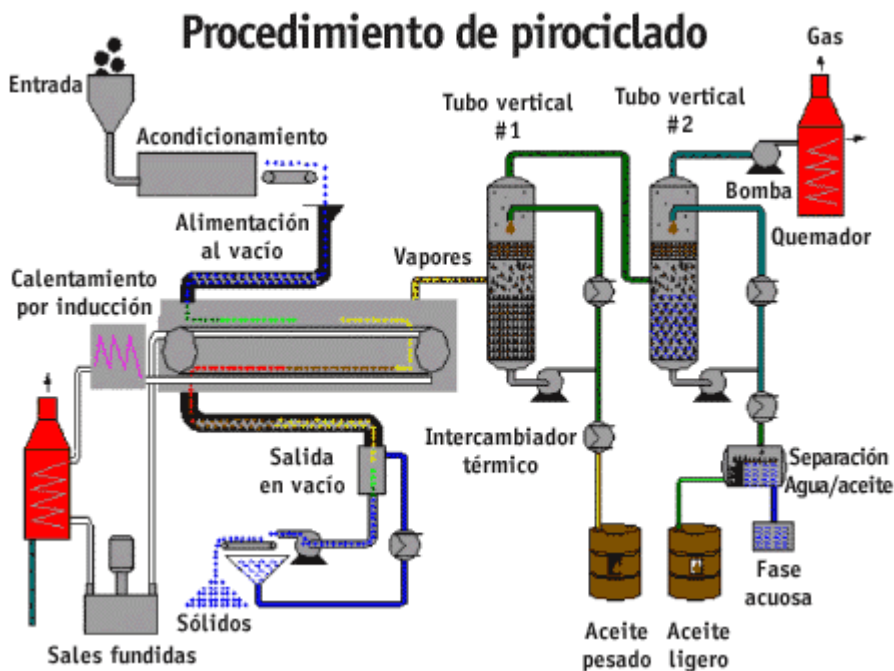 Procedimiento de pirociclado
Gas
Entrada
Tubo vertical
#1
Tubo vertical
#2
Acondicionamiento
Bomba
Alimentación
al vacío
Quemador
Vapores
Calentamiento
por inducción
Intercambiador
térmico
Salida
en vacío
Separación
Agua/aceite
Sólidos
Fase
acuosa
Sales fundidas
Aceite
pesado
Aceite
ligero